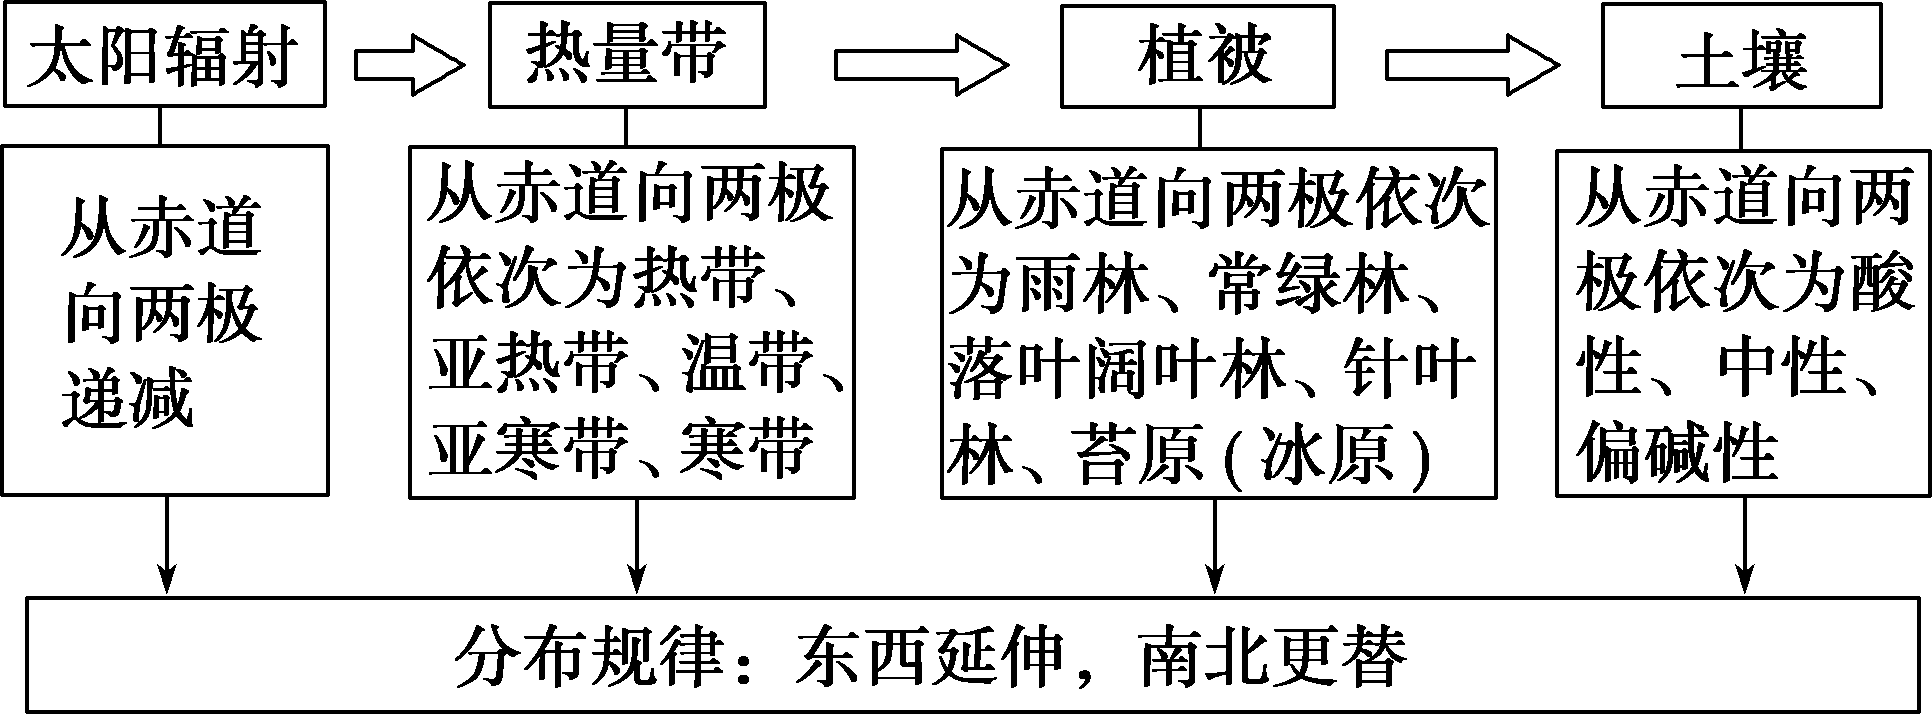 太阳辐射
热量带
植被
土壤
从赤道
向两极
递减
从赤道向两极
依次为热带、
亚热带、温带、
亚寒带、寒带
从赤道向两极依次
为雨林、常绿林、
落叶阔叶林、针叶
林、苔原(冰原)
从赤道向两
极依次为酸
性、中性、
偏碱性
分布规律：东西延伸，南北更替